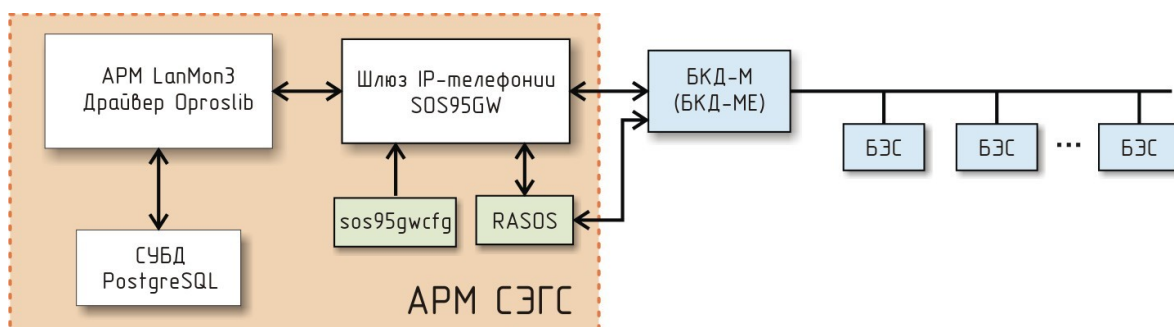 АРМ LanMon3
Драйвер Oproslib
Шлюз IP-телефонии
SOS95GW
БКД-М
(БКД-МЕ)
БЭС
БЭС
...
БЭС
sos95gwcfg
RASOS
СУБД
PostgreSQL
АРМ СЭГС